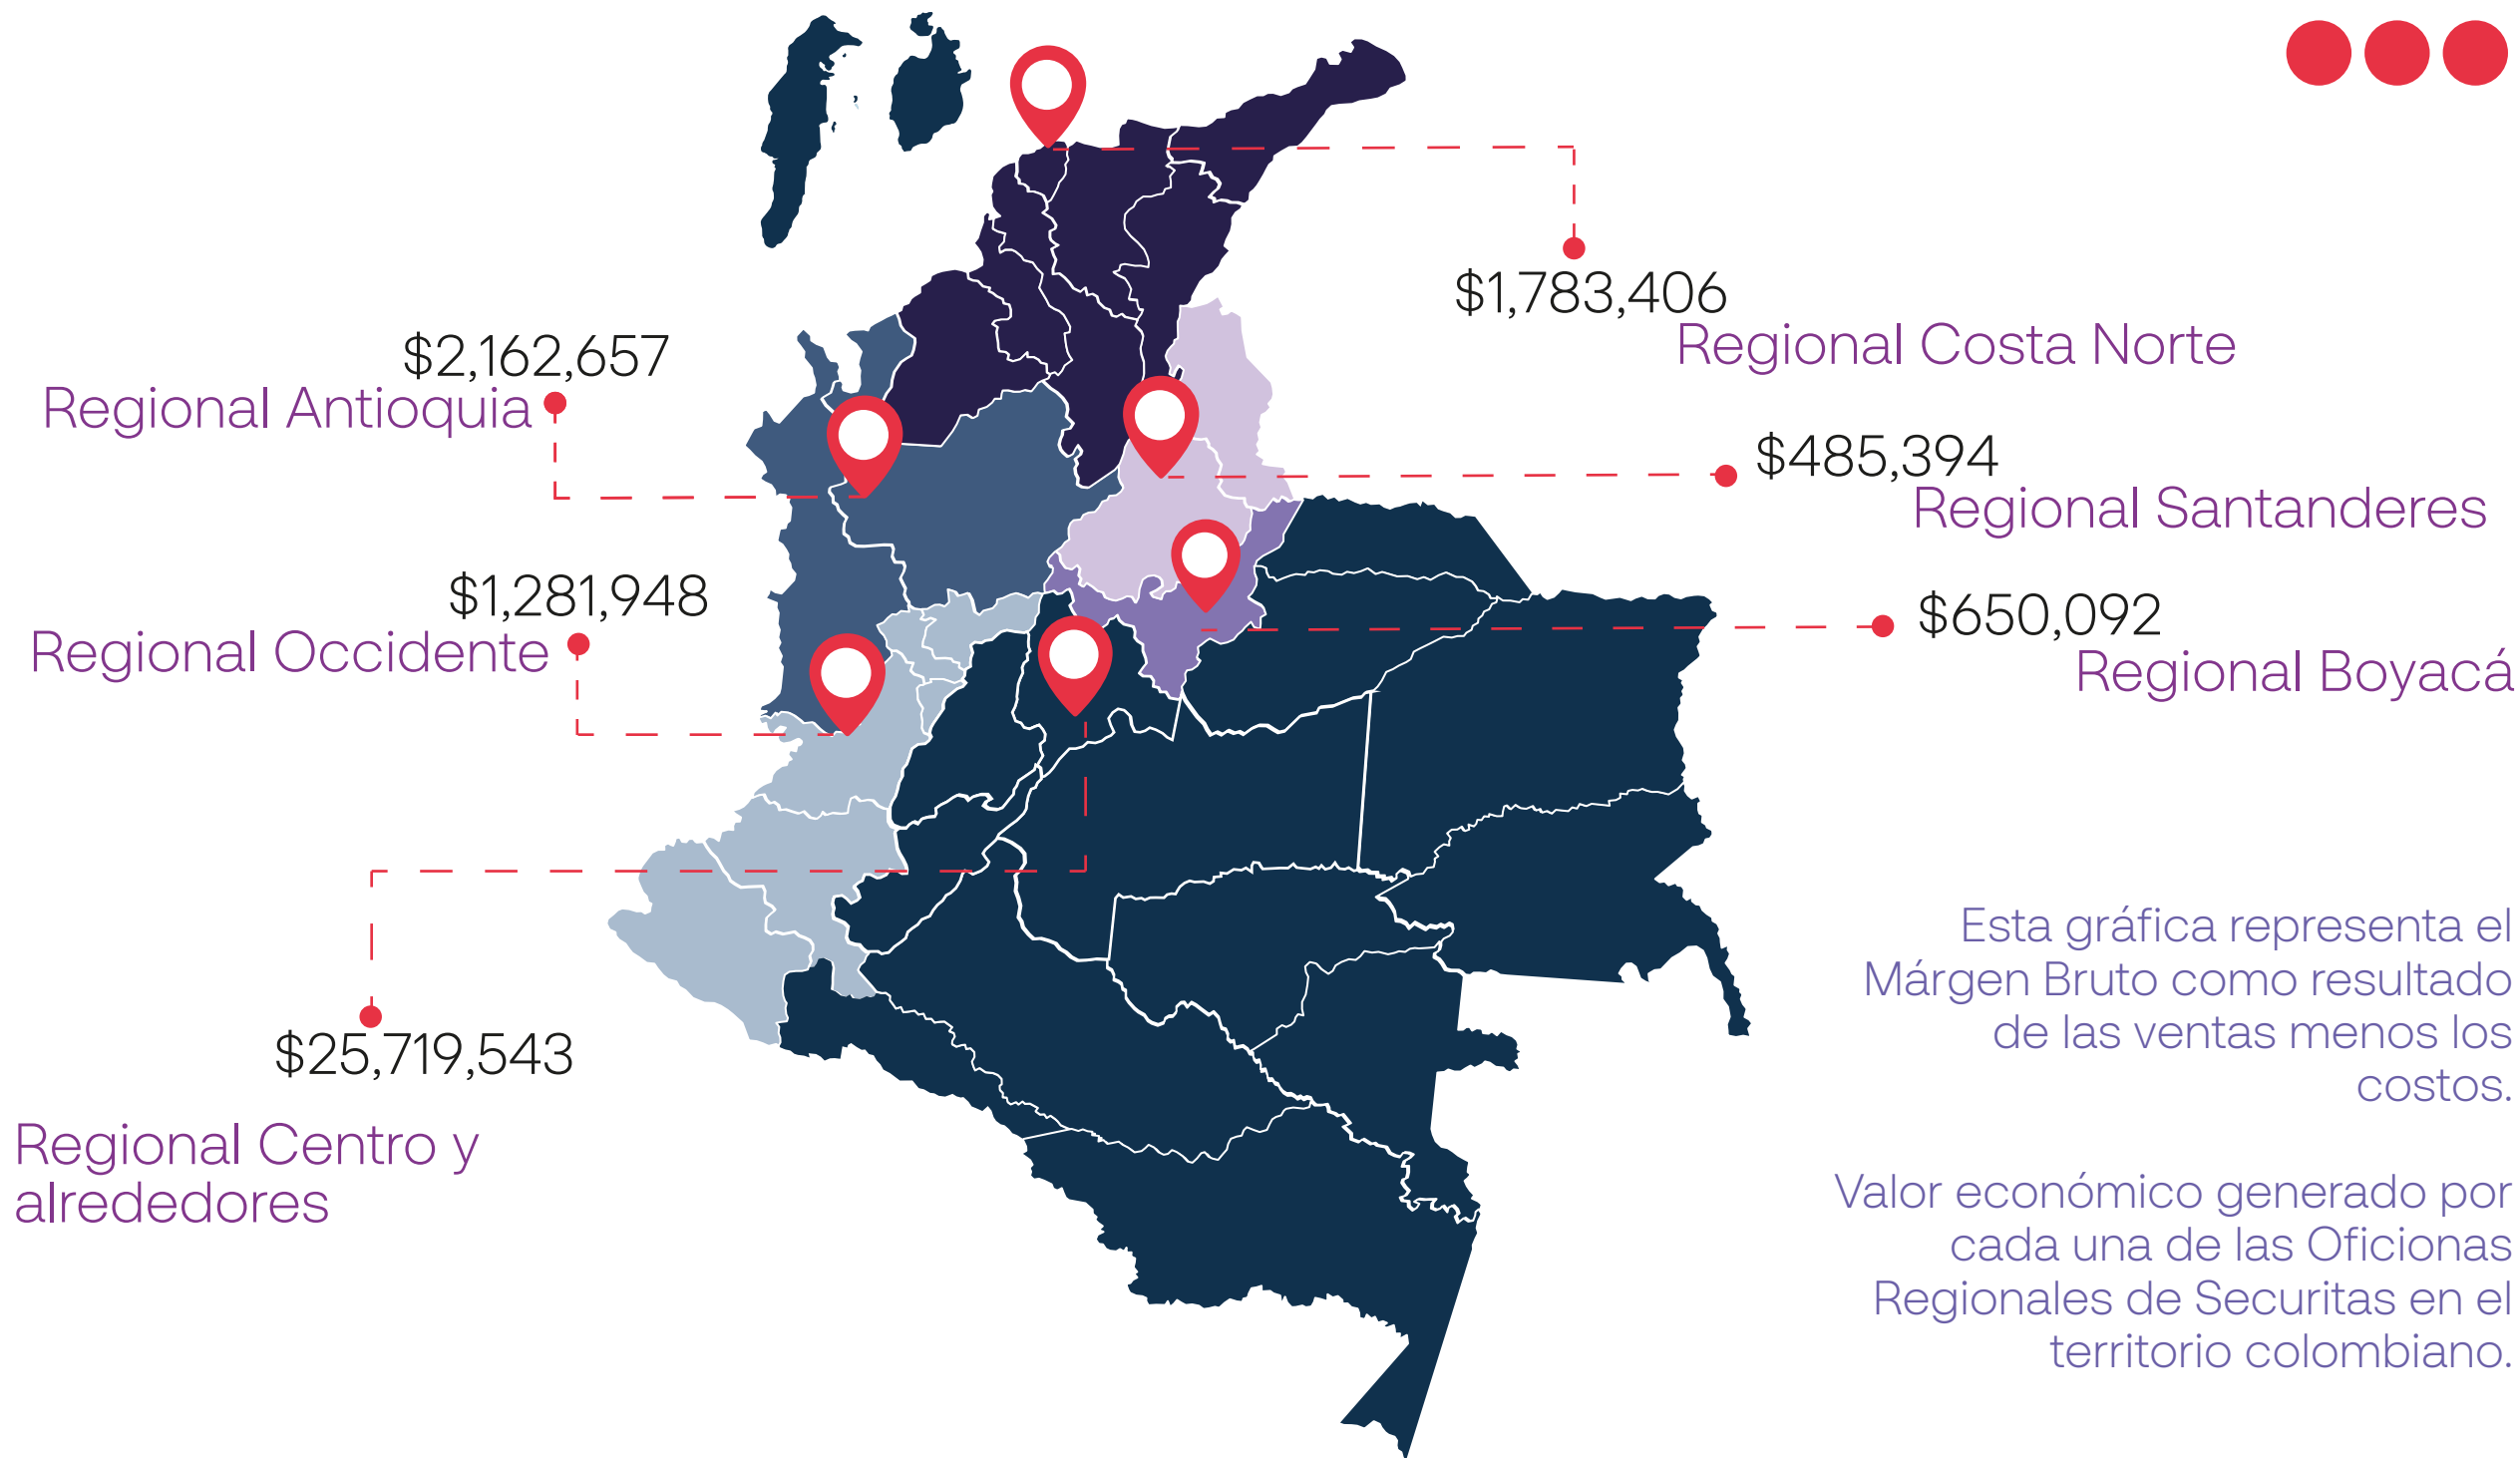 $1,783,406
Regional Costa Norte
$2,162,657
Regional Antioquia
$485,394
Regional Santanderes
$1,281,948
Regional Occidente
$650,092
Regional Boyacá
$25,719,543
Regional Centro y
alrededores
Esta gráfica representa el
Márgen Bruto como resultado
de las ventas menos los
costos.
Valor económico generado por
cada una de las Oficionas
Regionales de Securitas en el
territorio colombiano.